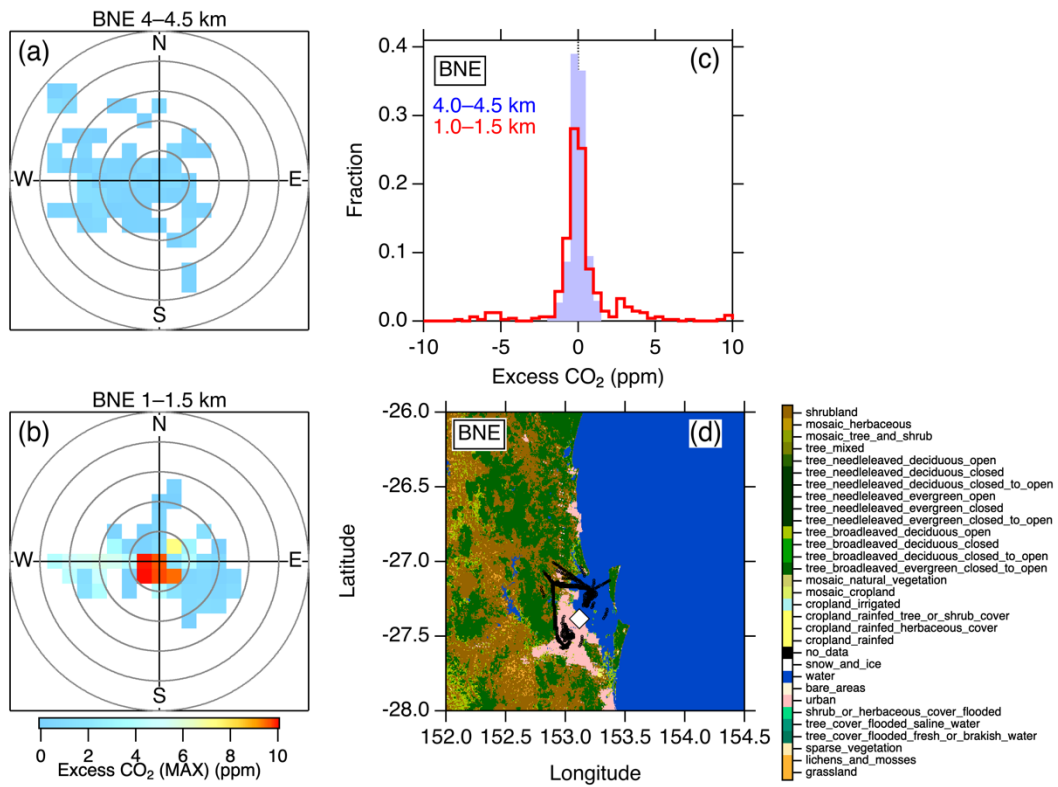 BNE 4–4.5 km
(a)
N
W
E
S
(c)
BNE
4.0–4.5 km
1.0–1.5 km
Fraction
0.4
0.3
0.2
0.1
0.0
-10
-5
0
5
10
Excess CO₂ (ppm)
BNE 1–1.5 km
(b)
N
W
E
S
0
2
4
6
8
10
Excess CO₂ (MAX) (ppm)
BNE
(d)
Latitude
-26.0
-26.5
-27.0
-27.5
-28.0
152.0
152.5
153.0
153.5
154.0
154.5
Longitude
shrubland
mosaic_herbaceous
mosaic_tree_and_shrub
tree_mixed
tree_needleleaved_deciduous_open
tree_needleleaved_deciduous_closed
tree_needleleaved_deciduous_closed_to_open
tree_needleleaved_evergreen_open
tree_needleleaved_evergreen_closed
tree_needleleaved_evergreen_closed_to_open
tree_broadleaved_deciduous_open
tree_broadleaved_deciduous_closed
tree_broadleaved_deciduous_closed_to_open
tree_broadleaved_evergreen_closed_to_open
mosaic_natural_vegetation
mosaic_cropland
cropland_irrigated
cropland_rainfed_tree_or_shrub_cover
cropland_rainfed_herbaceous_cover
cropland_rainfed
no_data
snow_and_ice
water
bare_areas
urban
shrub_or_herbaceous_cover_flooded
tree_cover_flooded_saline_water
tree_cover_flooded_fresh_or_brakish_water
sparse_vegetation
lichens_and_mosses
grassland